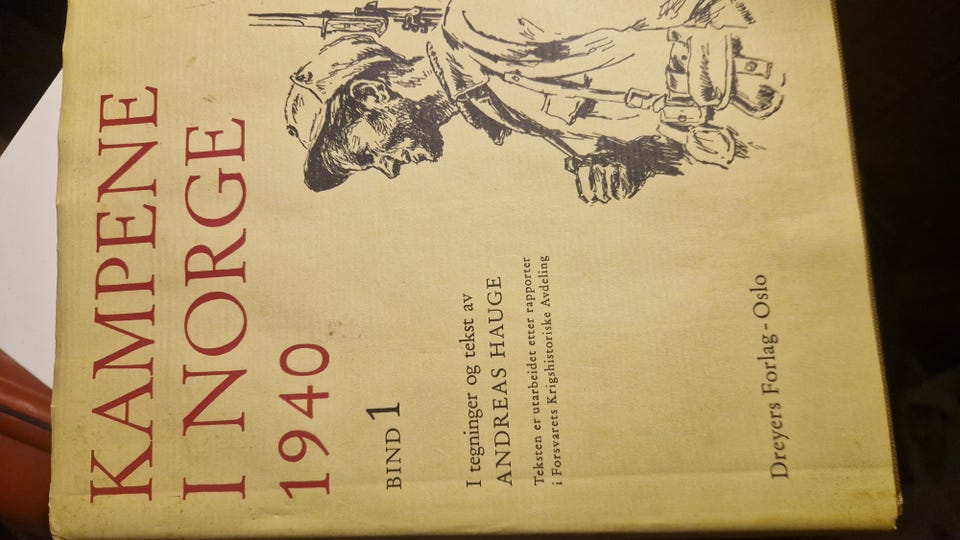 KAMPENE
I NORGE
1940
BIND 1
I tegninger og tekst av
ANDREAS HAUGE
Teksten er utarbeidet etter rapporter
i Forsvarets Krigshistoriske Avdeling
Dreyers Forlag - Oslo